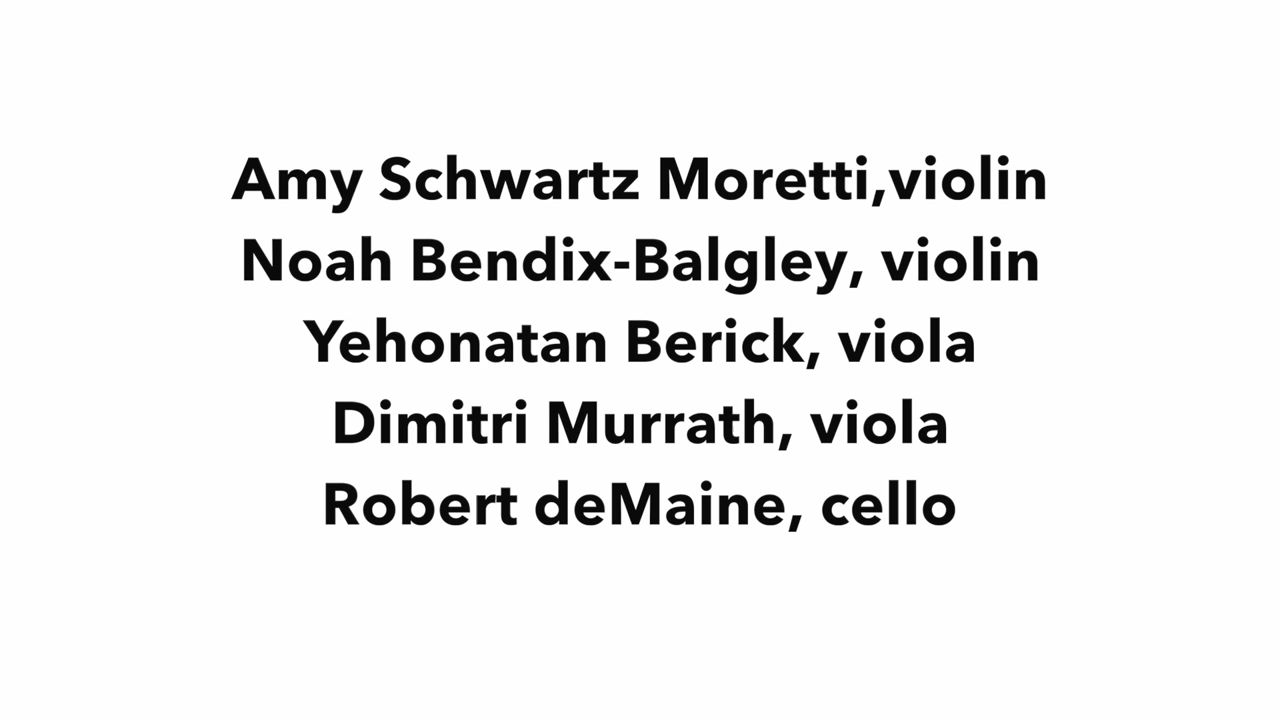 Amy Schwartz Moretti,violin
Noah Bendix-Balgley, violin
Yehonatan Berick, viola
Dimitri Murrath, viola
Robert deMaine, cello